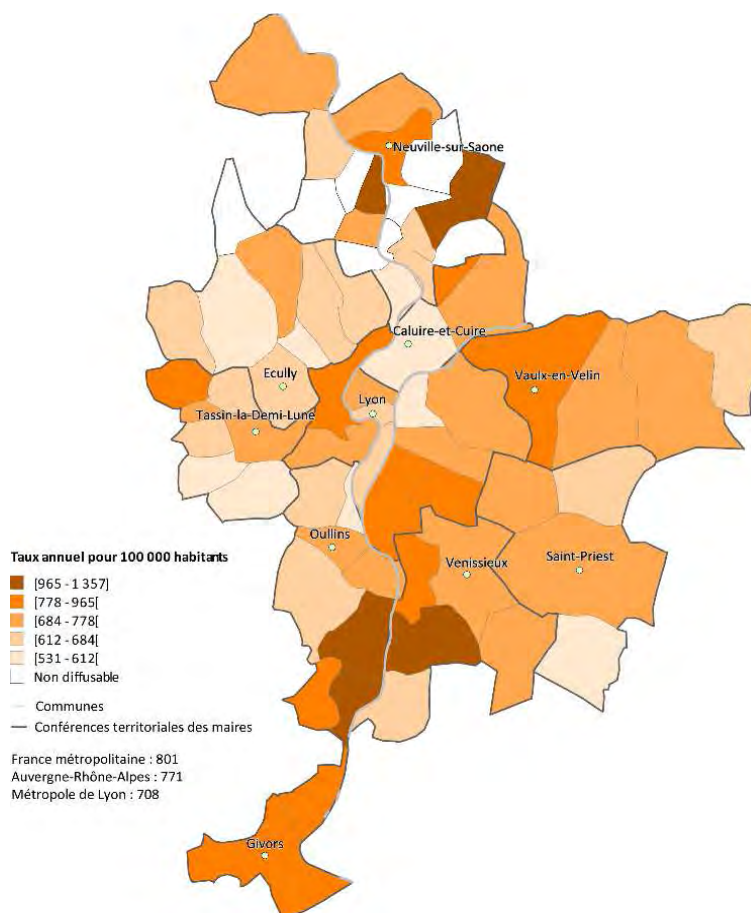 Neuville-sur-Saone
Caluire-et-Cuire
Ecully
Vaulx-en-Velin
Lyon
Tassin-la-Demi-Lune
Oullins
Venissieux
Saint-Priest
Taux annuel pour 100 000 habitants
[965 - 1 357]
[778 - 965[
[684 - 778[
[612 - 684[
[531 - 612[
Non diffusable
Communes
Conférences territoriales des maires
France métropolitaine : 801
Auvergne-Rhône-Alpes : 771
Métropole de Lyon : 708
Givors